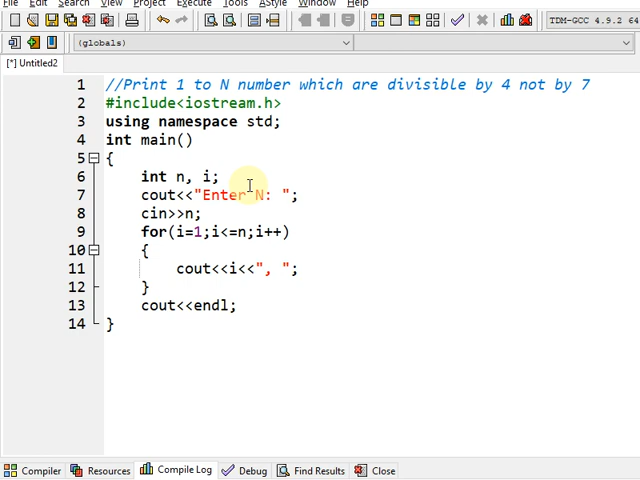 File Edit Search View Project Execute Tools AStyle Window Help
TDM-GCC 4.9.2 64
(globals)
[*] Untitled2
1 //Print 1 to N number which are divisible by 4 not by 7
2 #include<iostream.h>
3 using namespace std;
4 int main()
5 {
6 int n, i;
7 cout<<"Enter N: ";
8 cin>>n;
9 for(i=1;i<=n;i++)
10 {
11 cout<<i<<", ";
12 }
13 cout<<endl;
14 }
Compiler Resources Compile Log Debug Find Results Close